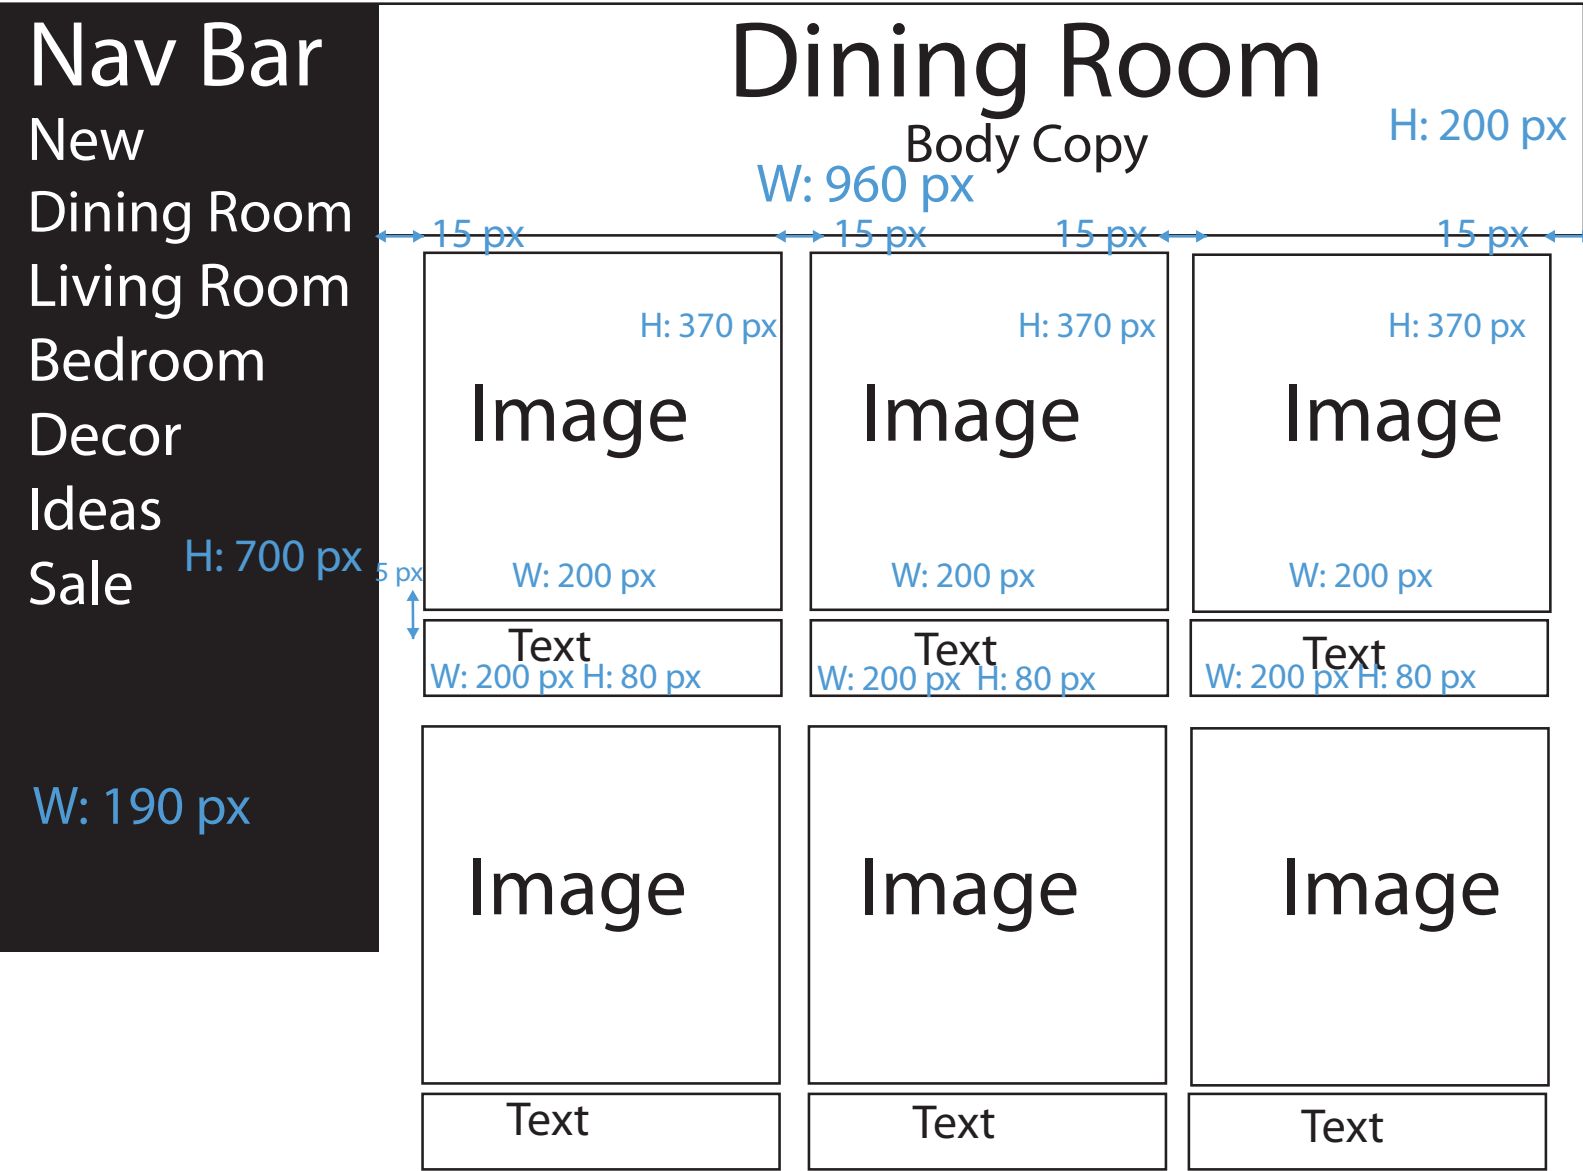 Nav Bar
New
Dining Room
Living Room
Bedroom
Decor
Ideas
Sale
H: 700 px
W: 190 px
Dining Room
Body Copy
H: 200 px
W: 960 px
15 px
15 px
15 px
15 px
H: 370 px
H: 370 px
H: 370 px
Image
Image
Image
5 px
W: 200 px
W: 200 px
W: 200 px
Text
W: 200 px H: 80 px
Text
W: 200 px H: 80 px
Text
W: 200 px H: 80 px
Image
Image
Image
Text
Text
Text